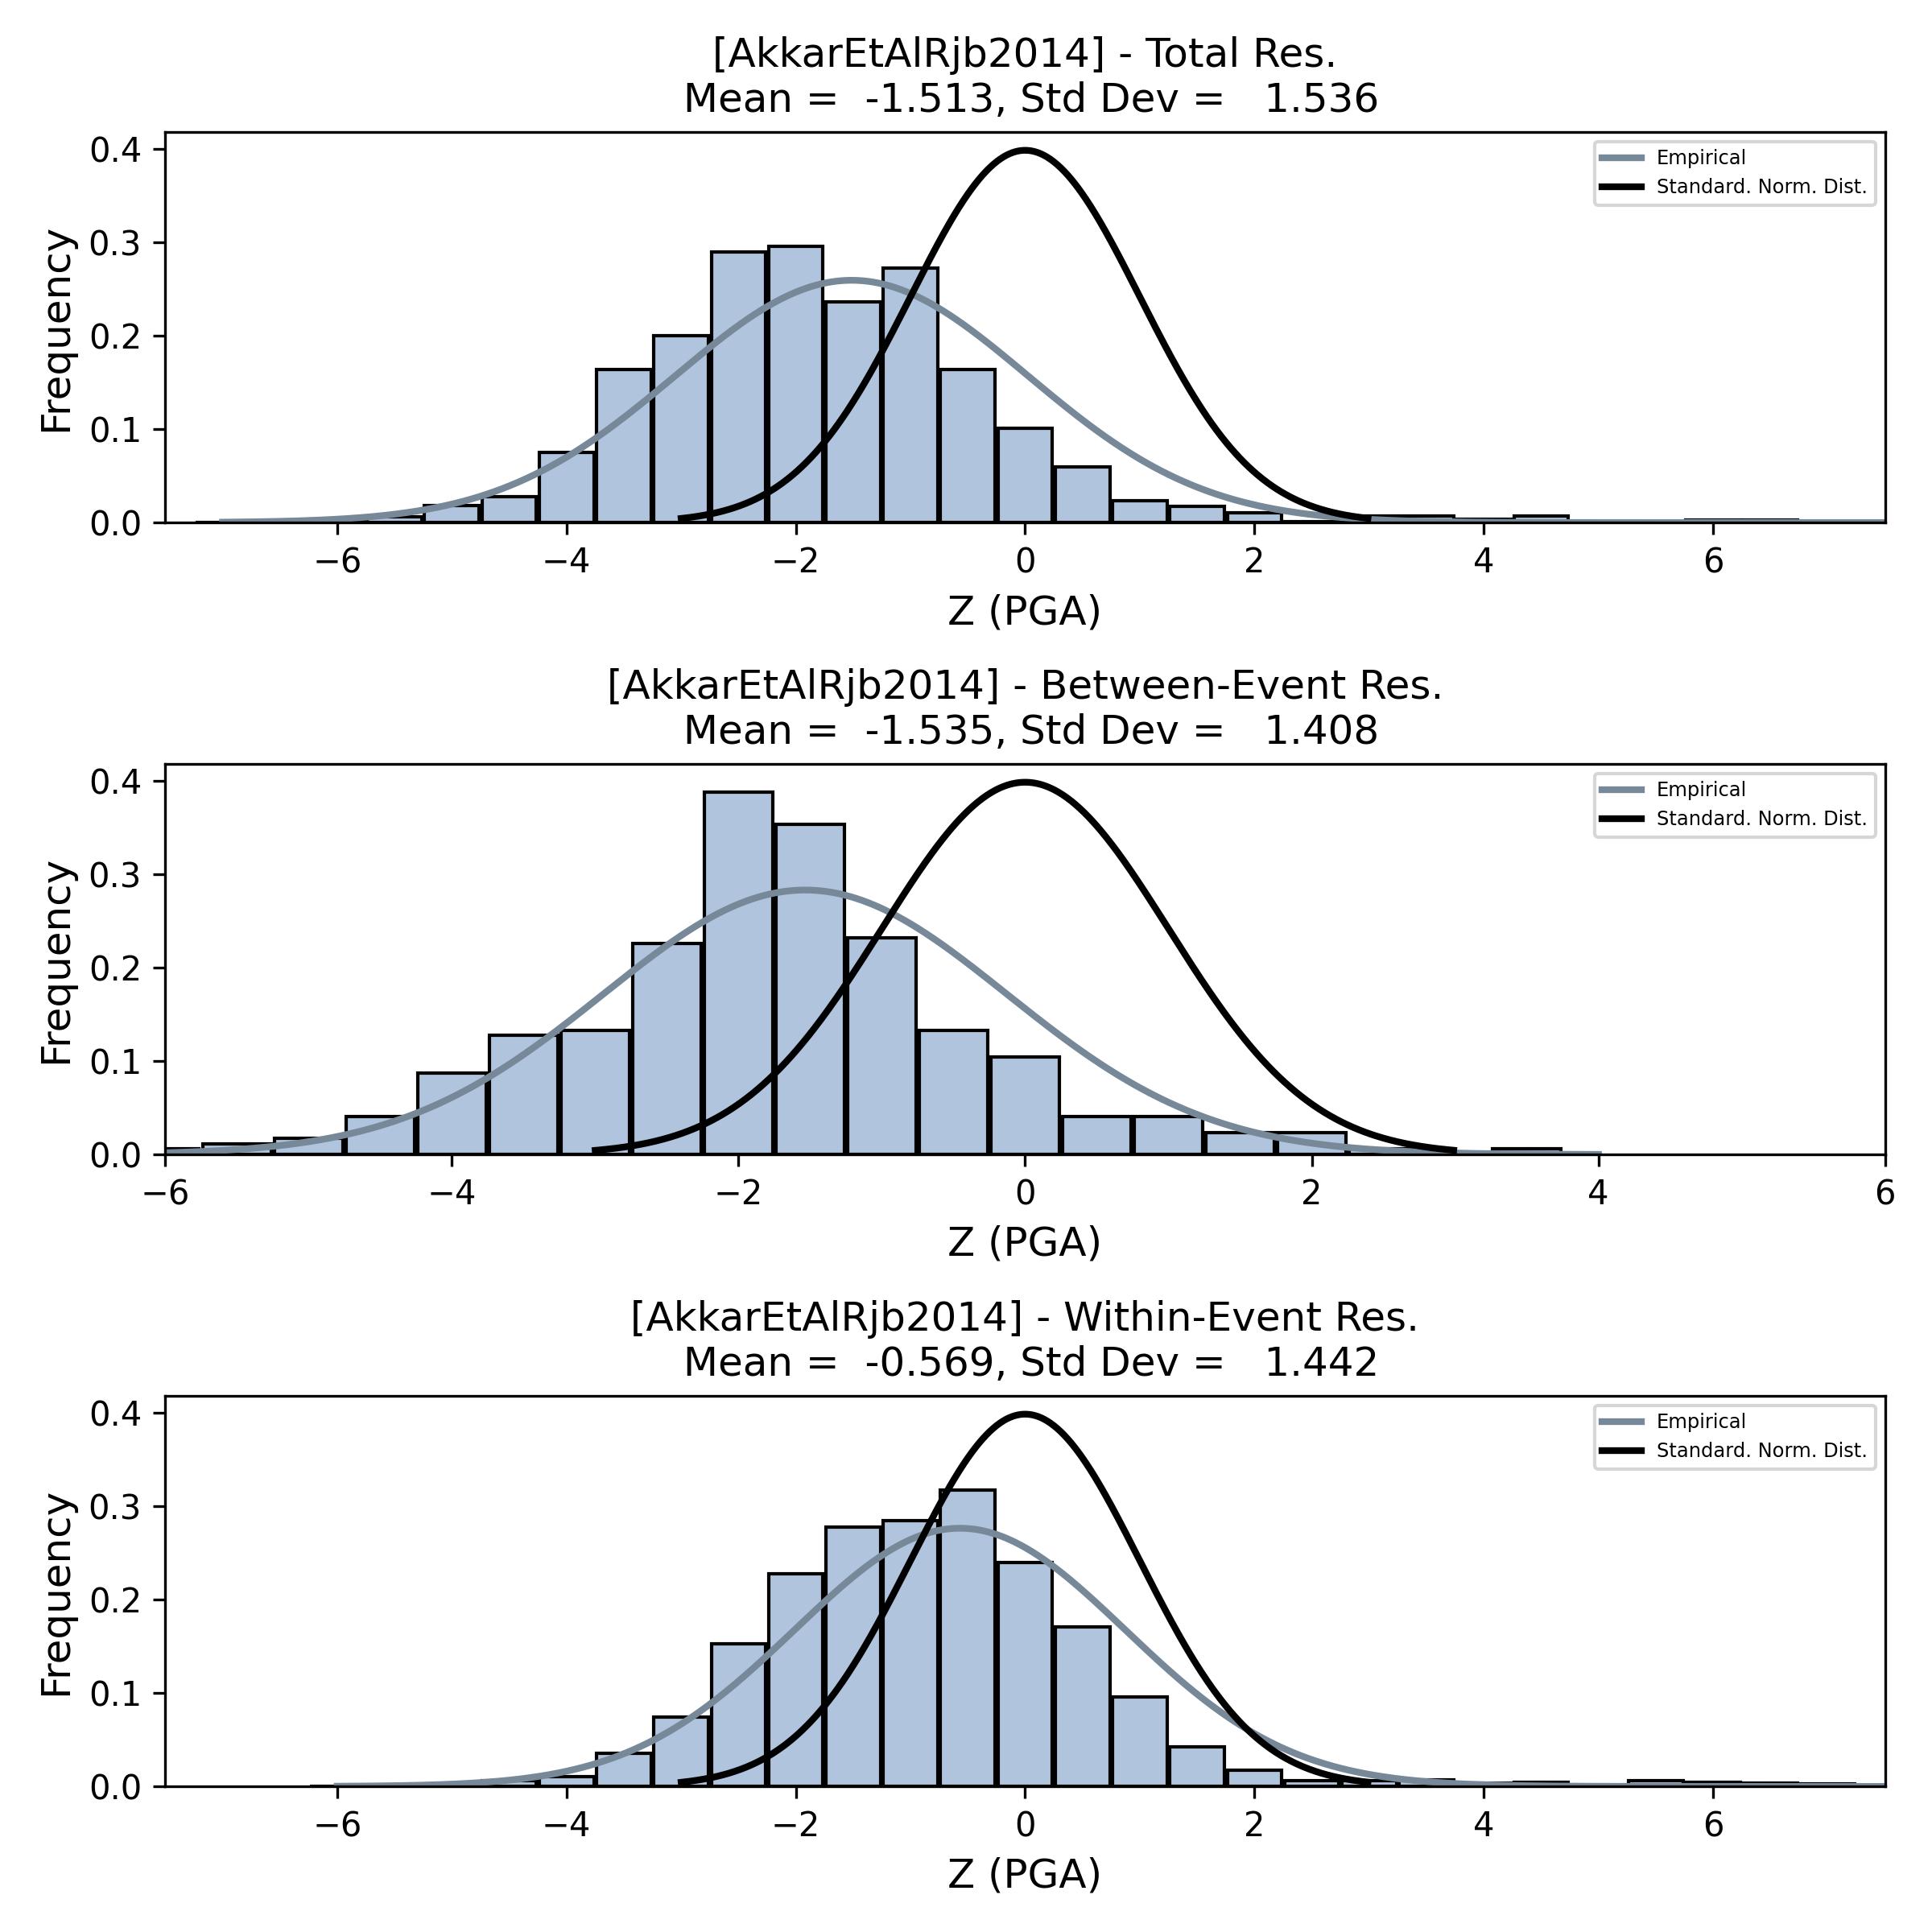 [AkkarEtAlRjb2014] - Total Res.
Mean =  -1.513, Std Dev =   1.536
Empirical
Standard. Norm. Dist.
Frequency
0.4
0.3
0.2
0.1
0.0
−6 −4 −2 0 2 4 6
Z (PGA)
[AkkarEtAlRjb2014] - Between-Event Res.
Mean =  -1.535, Std Dev =   1.408
Empirical
Standard. Norm. Dist.
Frequency
0.4
0.3
0.2
0.1
0.0
−6 −4 −2 0 2 4 6
Z (PGA)
[AkkarEtAlRjb2014] - Within-Event Res.
Mean =  -0.569, Std Dev =   1.442
Empirical
Standard. Norm. Dist.
Frequency
0.4
0.3
0.2
0.1
0.0
−6 −4 −2 0 2 4 6
Z (PGA)